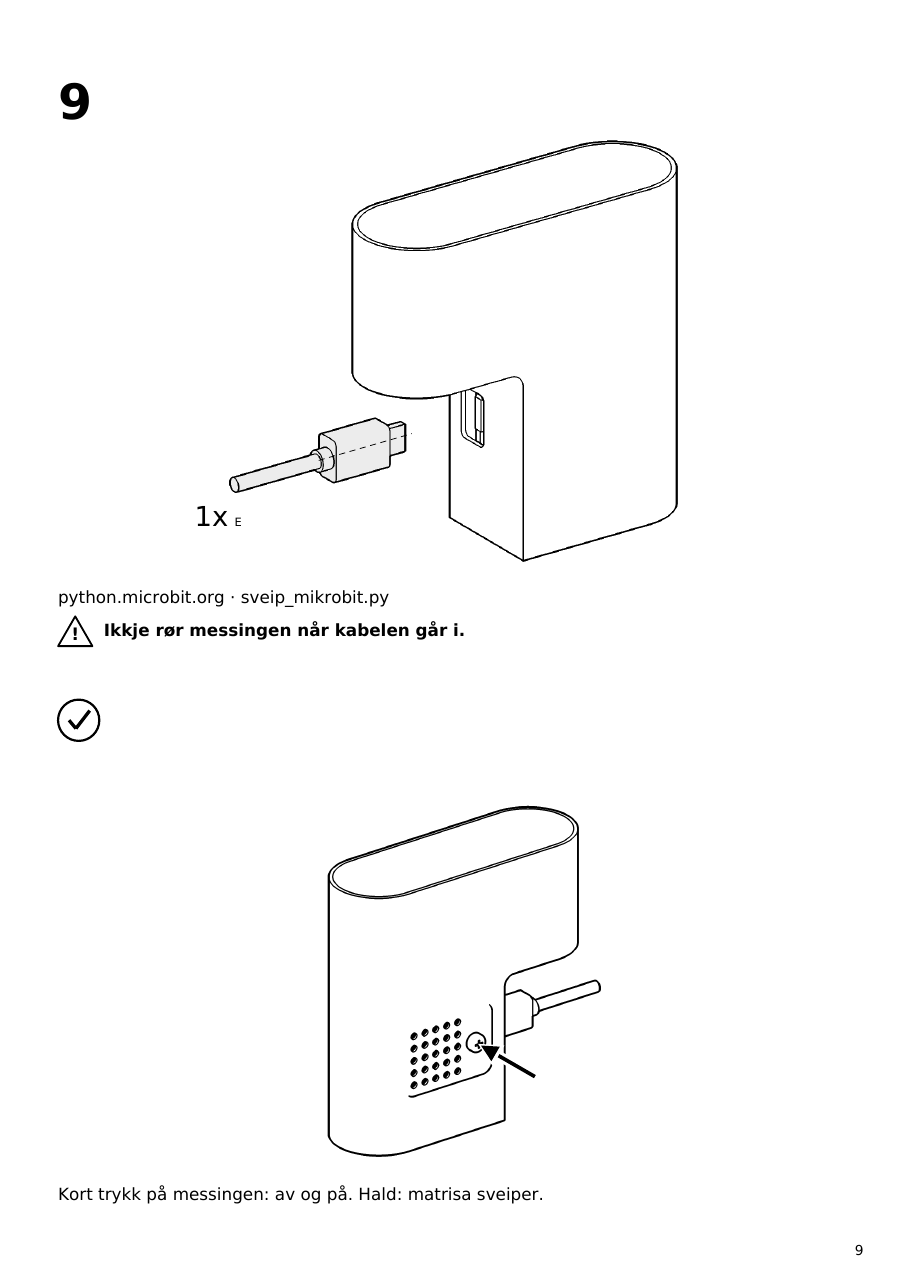 9
1x E
python.microbit.org · sveip_mikrobit.py
! Ikkje rør messingen når kabelen går i.
Kort trykk på messingen: av og på. Hald: matrisa sveiper.
9